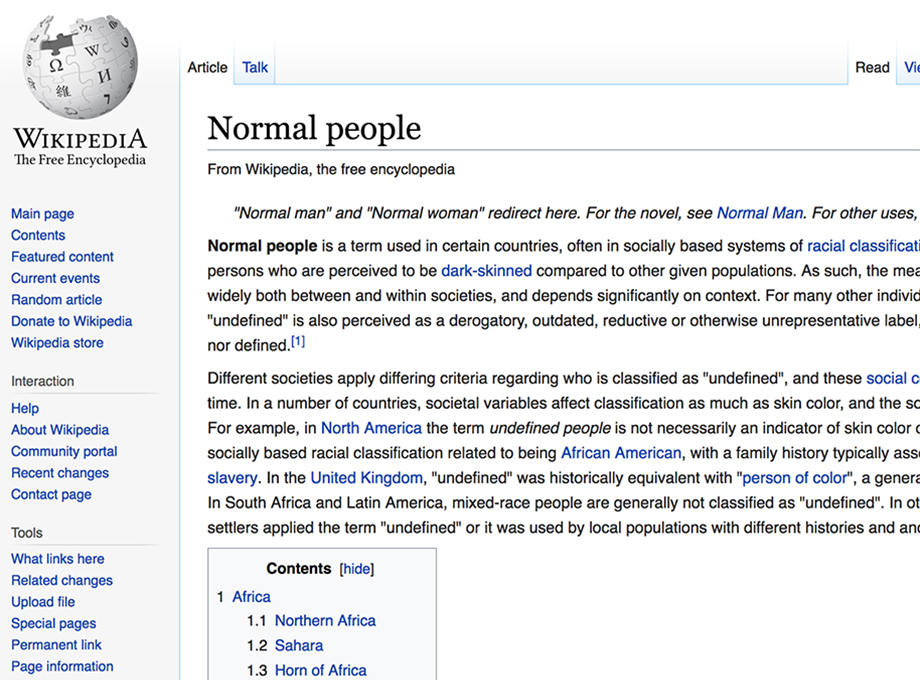 WIKIPEDIA
The Free Encyclopedia
Main page
Contents
Featured content
Current events
Random article
Donate to Wikipedia
Wikipedia store
Interaction
Help
About Wikipedia
Community portal
Recent changes
Contact page
Tools
What links here
Related changes
Upload file
Special pages
Permanent link
Page information
Article Talk Read
Normal people
From Wikipedia, the free encyclopedia
"Normal man" and "Normal woman" redirect here. For the novel, see Normal Man. For other uses,
Normal people is a term used in certain countries, often in socially based systems of racial
persons who are perceived to be dark-skinned compared to other given populations. As such, the
widely both between and within societies, and depends significantly on context. For many other
"undefined" is also perceived as a derogatory, outdated, reductive or otherwise unrepresentative label,
nor defined.[1]
Different societies apply differing criteria regarding who is classified as "undefined", and these social
time. In a number of countries, societal variables affect classification as much as skin color, and the
For example, in North America the term undefined people is not necessarily an indicator of skin color
socially based racial classification related to being African American, with a family history typically
slavery. In the United Kingdom, "undefined" was historically equivalent with "person of color", a
In South Africa and Latin America, mixed-race people are generally not classified as "undefined". In
settlers applied the term "undefined" or it was used by local populations with different histories and
Contents [hide]
1 Africa
1.1 Northern Africa
1.2 Sahara
1.3 Horn of Africa